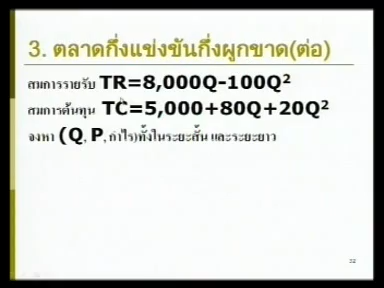 3. ตลาดกึ่งแข่งขันกึ่งผูกขาด(ต่อ)
สมการรายรับ TR=8,000Q-100Q²
สมการต้นทุน TC=5,000+80Q+20Q²
จงหา (Q, P, กำไร)ทั้งในระยะสั้น และระยะยาว
52